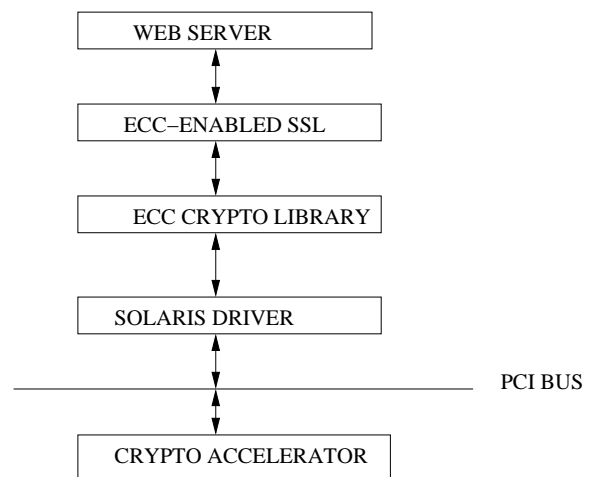 WEB SERVER
ECC−ENABLED SSL
ECC CRYPTO LIBRARY
SOLARIS DRIVER
PCI BUS
CRYPTO ACCELERATOR